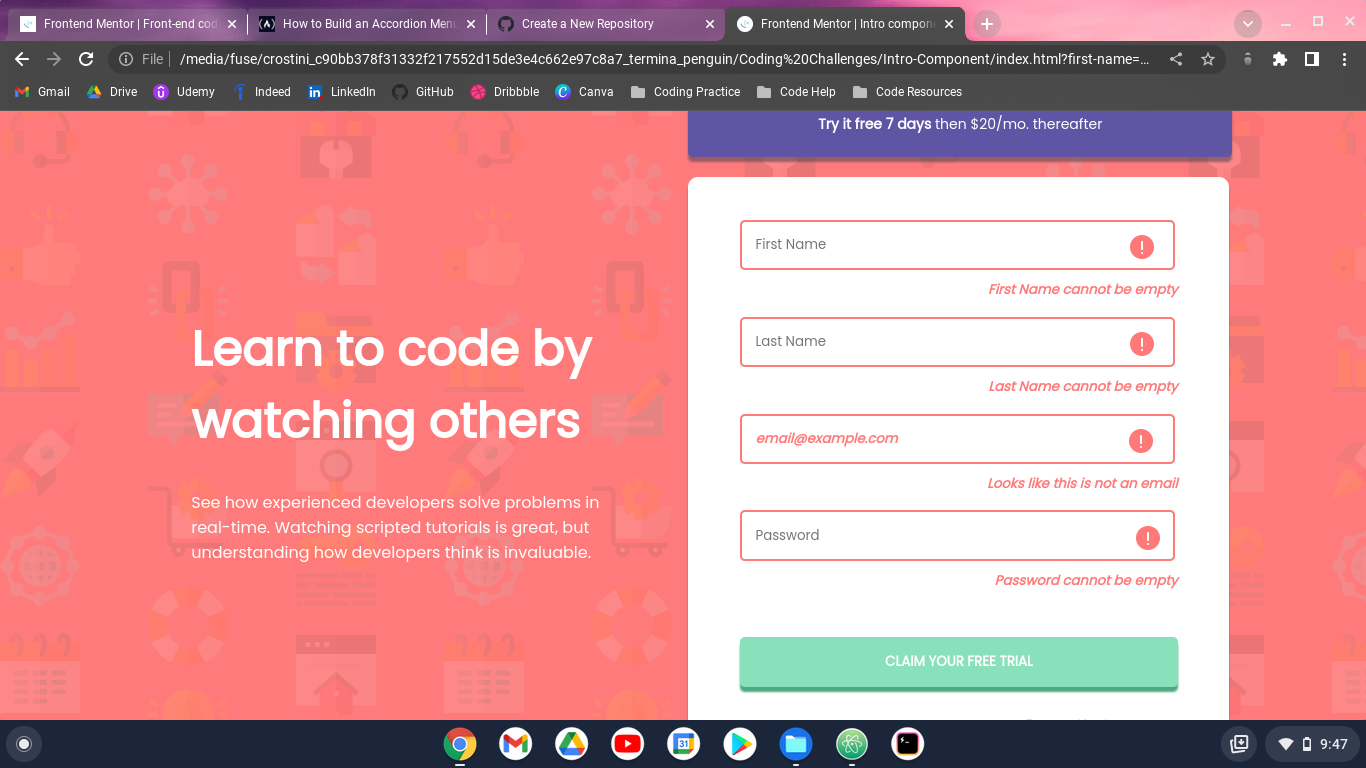 Frontend Mentor | Front-end cod
How to Build an Accordion Menu
Create a New Repository
Frontend Mentor | Intro compon
File
/media/fuse/crostini_c90bb378f31332f217552d15de3e4c662e97c8a7_termina_penguin/Coding%20Challenges/Intro-Component/index.html?first-name=...
Gmail
Drive
Udemy
Indeed
LinkedIn
GitHub
Dribbble
Canva
Coding Practice
Code Help
Code Resources
Try it free 7 days then $20/mo. thereafter
Learn to code by
watching others
See how experienced developers solve problems in
real-time. Watching scripted tutorials is great, but
understanding how developers think is invaluable.
First Name
First Name cannot be empty
Last Name
Last Name cannot be empty
email@example.com
Looks like this is not an email
Password
Password cannot be empty
CLAIM YOUR FREE TRIAL
31
9:47